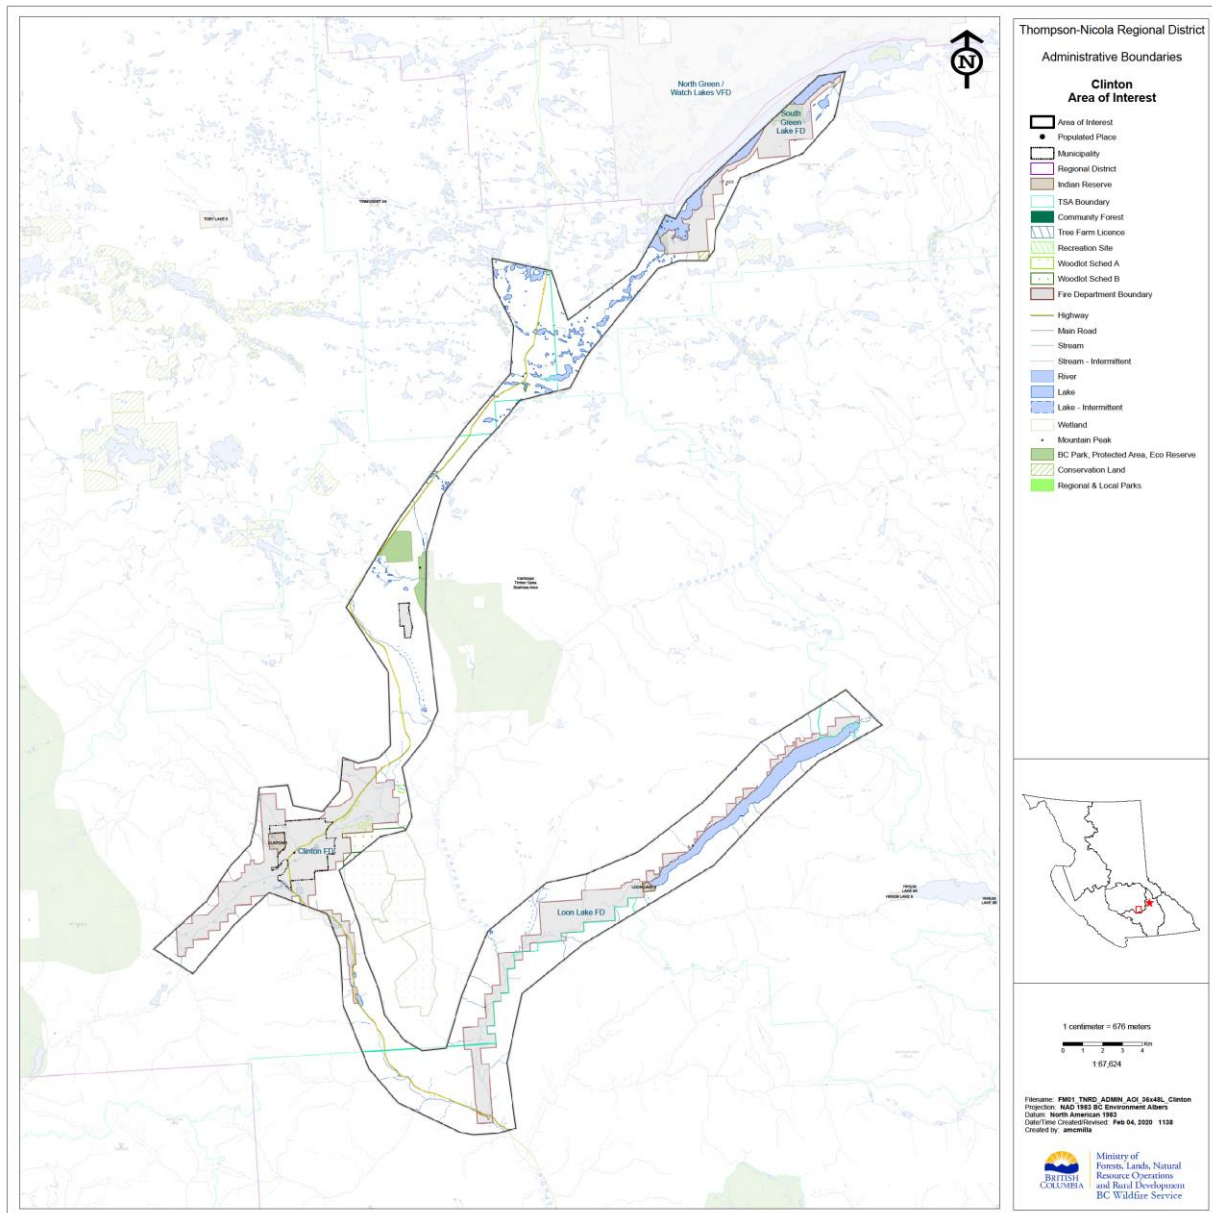 Thompson-Nicola Regional District
Administrative Boundaries
Clinton
Area of Interest
Area of Interest
Populated Place
Municipality
Regional District
Indian Reserve
TSA Boundary
Community Forest
Tree Farm Licence
Recreation Site
Woodlot Sched A
Woodlot Sched B
Fire Department Boundary
Highway
Main Road
Stream
Stream - Intermittent
River
Lake
Lake - Intermittent
Wetland
Mountain Peak
BC Park, Protected Area, Eco Reserve
Conservation Land
Regional & Local Parks
N
North Green /
Watch Lakes VFD
South
Green
Lake FD
Kamloops
Timber Sales
Business Area
Clinton FD
Loon Lake FD
1 centimeter = 676 meters
0 1 2 3 4 Km
1:67,624
Filename: FM01_TNRD_ADMIN_AOI_36x48L_Clinton
Projection: NAD 1983 BC Environment Albers
Datum: North American 1983
Date/Time Created/Revised: Feb 04, 2020 1138
Created by: amcmilla
BRITISH
COLUMBIA
Ministry of
Forests, Lands, Natural
Resource Operations
and Rural Development
BC Wildfire Service